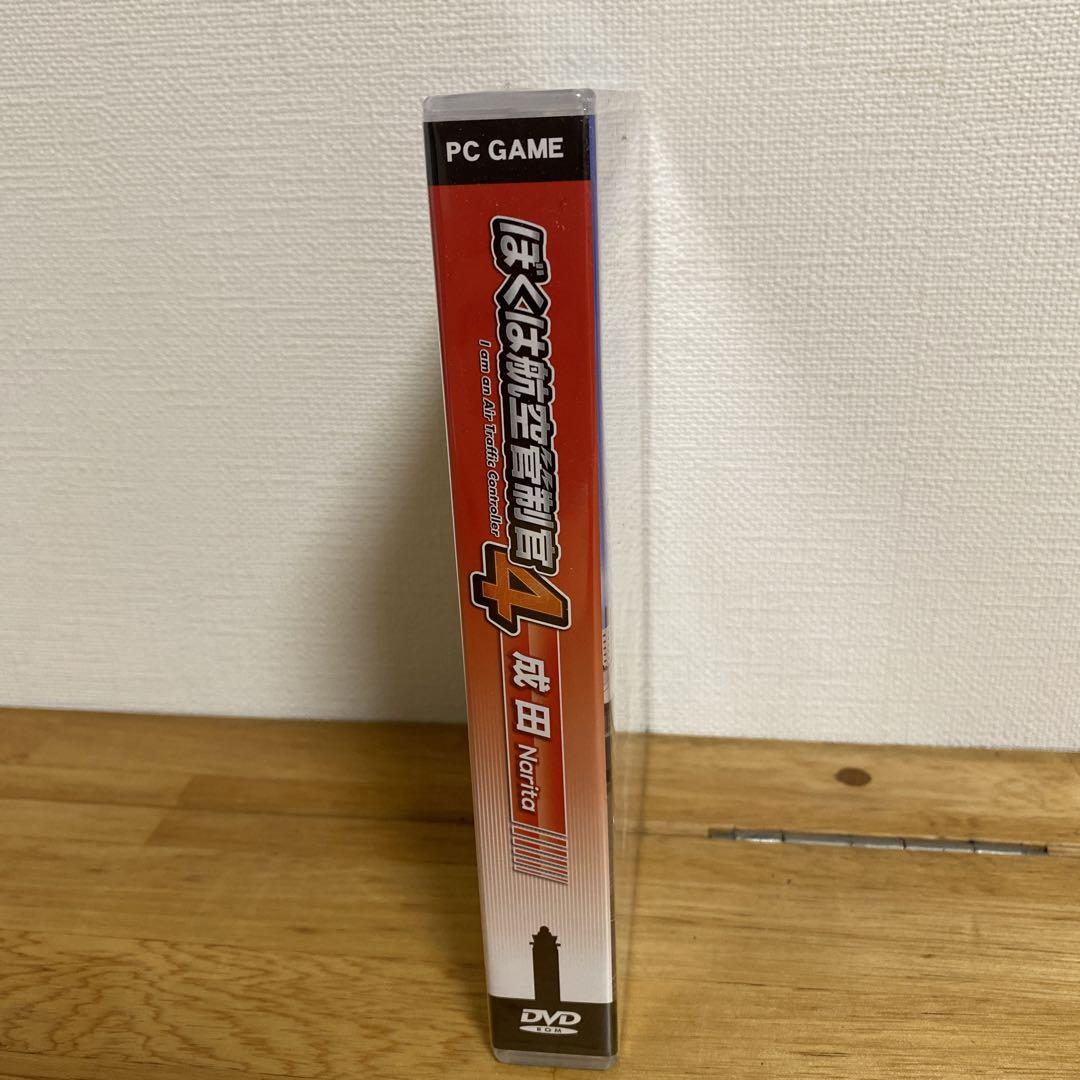 PC GAME
ぼくは航空管制官4
I am an Air Traffic Controller
成田 Narita
DVD
ROM